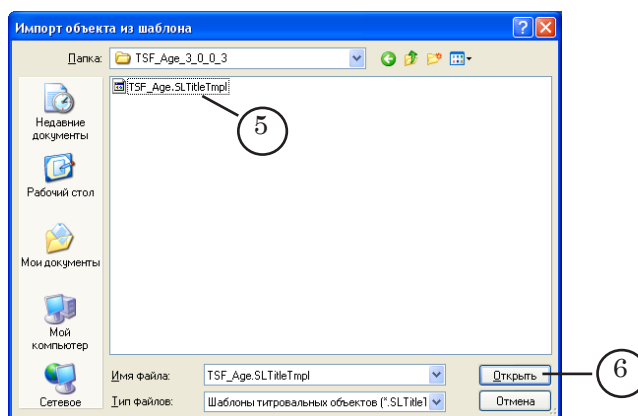 Импорт объекта из шаблона
Папка: TSF_Age_3_0_0_3
TSF_Age.SLTitleTmpl
5
Недавние
документы
Рабочий стол
Мои документы
Мой
компьютер
Сетевое
Имя файла: TSF_Age.SLTitleTmpl Открыть
6
Тип файлов: Шаблоны титровальных объектов (*.SLTitleT Отмена